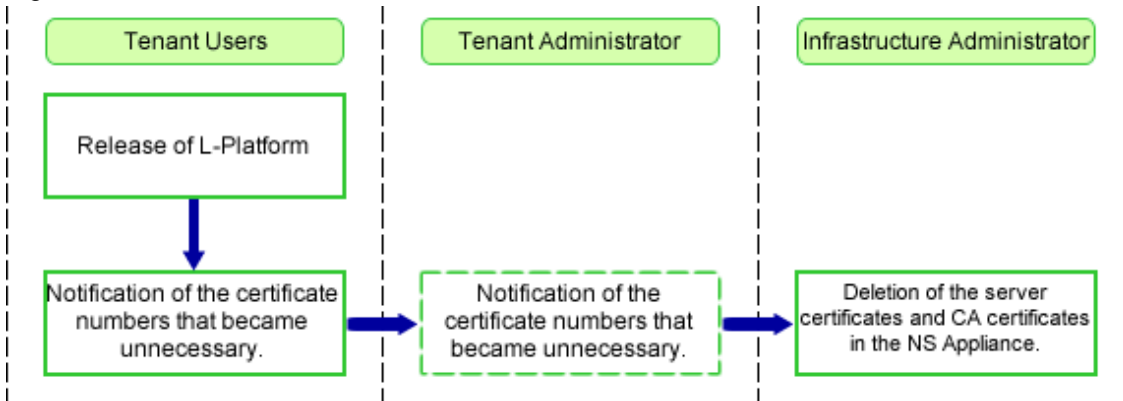 Tenant Users
Tenant Administrator
Infrastructure Administrator
Release of L-Platform
Notification of the certificate
numbers that became
unnecessary.
Notification of the
certificate numbers that
became unnecessary.
Deletion of the server
certificates and CA certificates
in the NS Appliance.